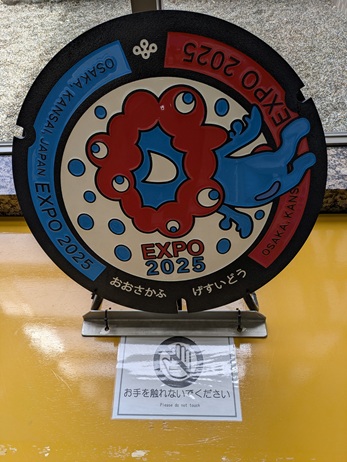 OSAKA, KANSAI, JAPAN EXPO 2025
EXPO 2025
EXPO
OSAKA, KANS
EXPO
2025
おおさかふ げすいどう
お手を触れないでください
Please do not touch